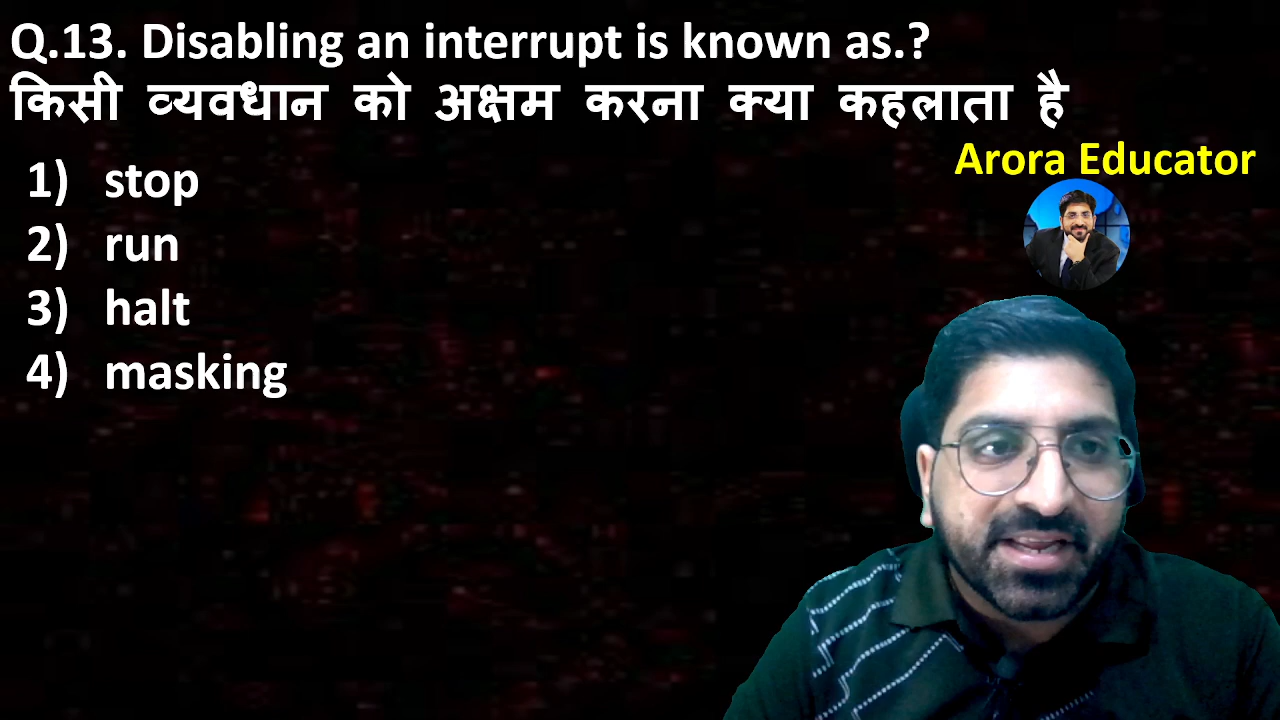 Q.13. Disabling an interrupt is known as.?
किसी व्यवधान को अक्षम करना क्या कहलाता है
Arora Educator
1) stop
2) run
3) halt
4) masking